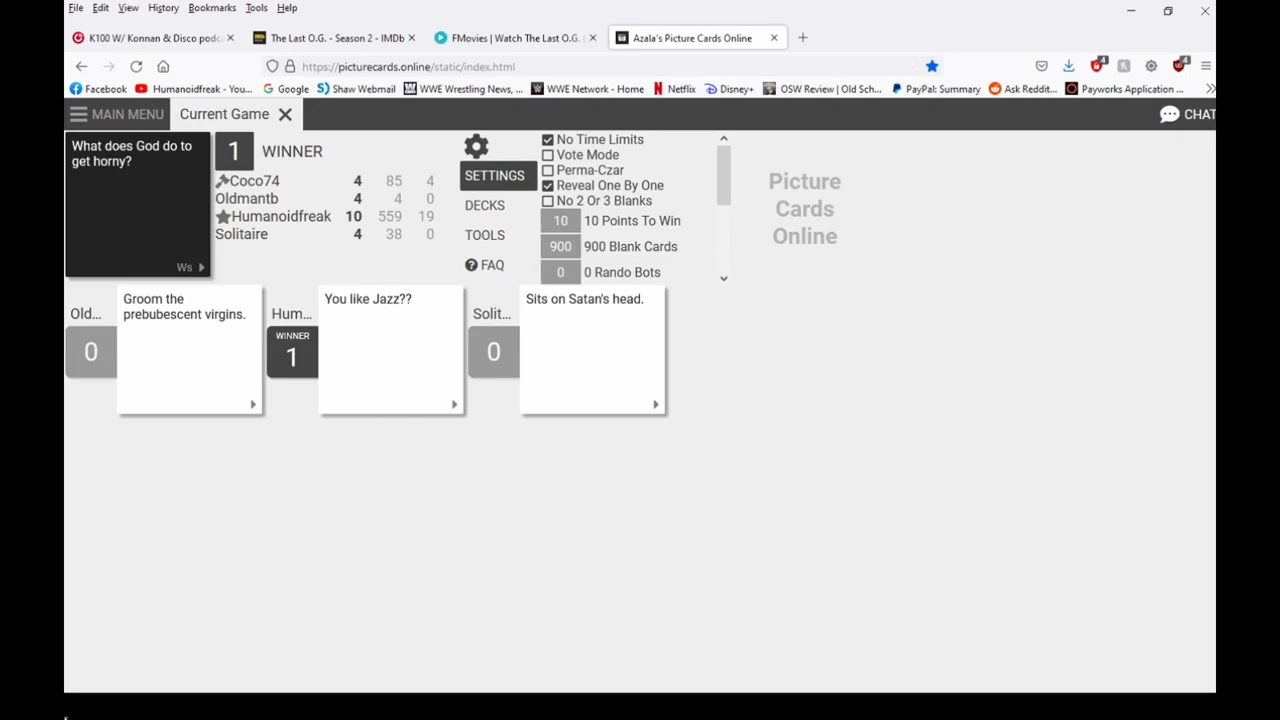 File Edit View History Bookmarks Tools Help
K100 W/ Konnan & Disco podc
The Last O.G. - Season 2 - IMDb
FMovies | Watch The Last O.G. (
Azala's Picture Cards Online
https://picturecards.online/static/index.html
4
4
Facebook
Humanoidfreak - You...
Google
Shaw Webmail
WWE Wrestling News, ...
WWE Network - Home
Netflix
Disney+
OSW Review | Old Sch...
PayPal: Summary
Ask Reddit...
Payworks Application ...
MAIN MENU
Current Game
CHAT
What does God do to
get horny?
Ws
1 WINNER
Coco74 4 85 4
Oldmantb 4 4 0
Humanoidfreak 10 559 19
Solitaire 4 38 0
SETTINGS
DECKS
TOOLS
FAQ
No Time Limits
Vote Mode
Perma-Czar
Reveal One By One
No 2 Or 3 Blanks
10 10 Points To Win
900 900 Blank Cards
0 0 Rando Bots
Picture
Cards
Online
Old...
0
Groom the
prebubescent virgins.
Hum...
WINNER
1
You like Jazz??
Solit...
0
Sits on Satan's head.